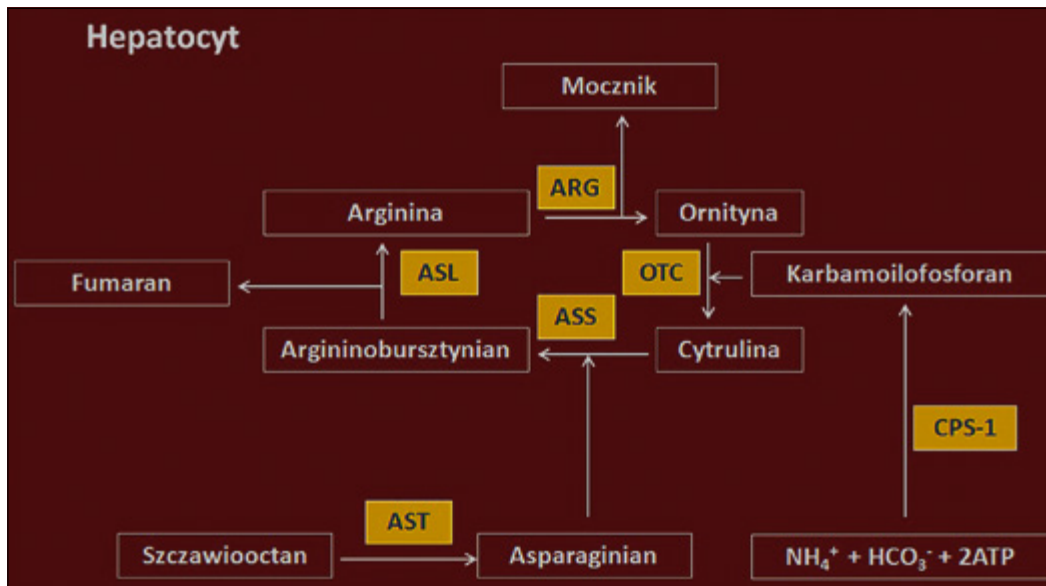 Hepatocyt
Mocznik
ARG
Arginina
Ornityna
Fumaran
ASL
OTC
Karbamoilofosforan
ASS
Argininobursztynian
Cytrulina
CPS-1
AST
Szczawiooctan
Asparaginian
NH₄⁺ + HCO₃⁻ + 2ATP